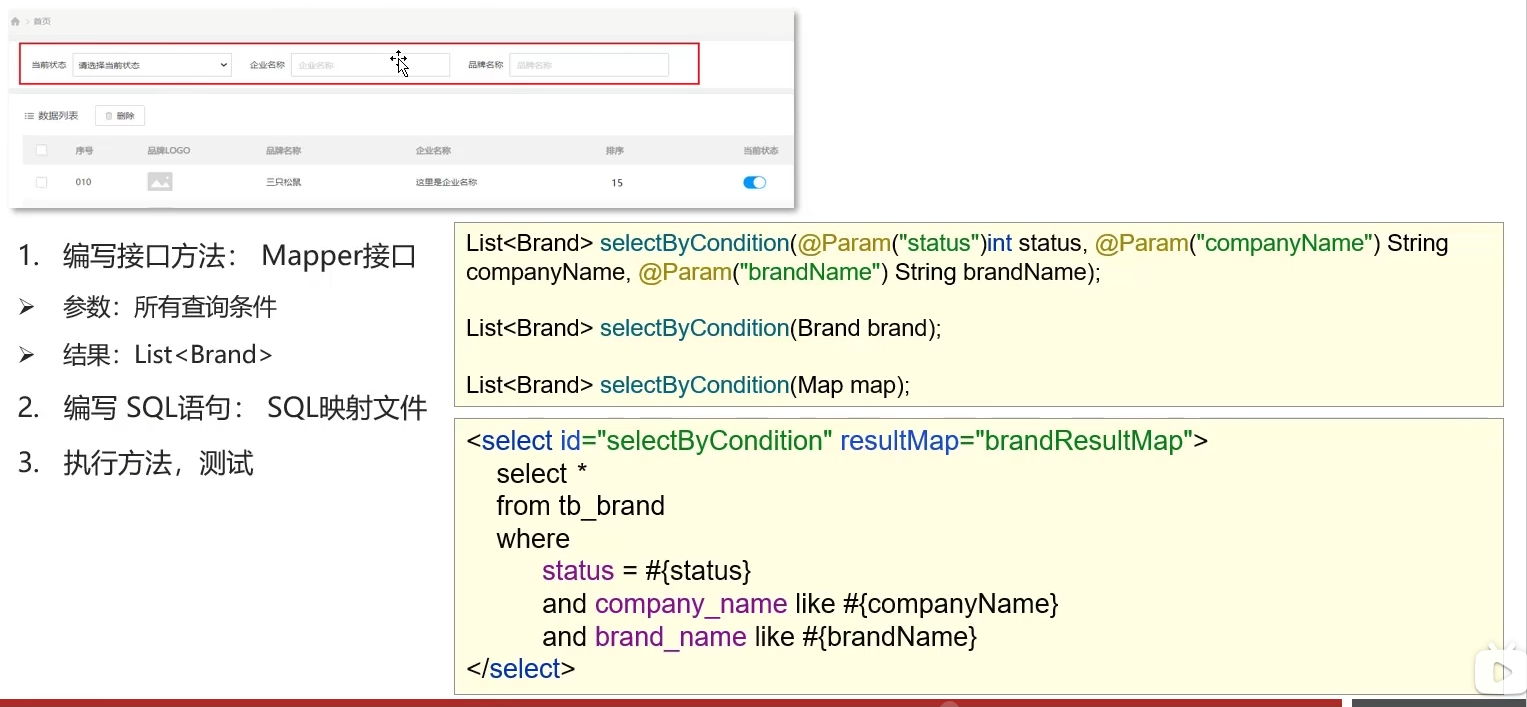 > 首页
当前状态 请选择当前状态 企业名称 企业名称 品牌名称 品牌名称
数据列表 删除
序号 品牌LOGO 品牌名称 企业名称 排序 当前状态
010 三只松鼠 这里是企业名称 15
1. 编写接口方法： Mapper接口
➢ 参数：所有查询条件
➢ 结果：List<Brand>
2. 编写 SQL语句： SQL映射文件
3. 执行方法，测试
List<Brand> selectByCondition(@Param("status")int status, @Param("companyName") String
companyName, @Param("brandName") String brandName);
List<Brand> selectByCondition(Brand brand);
List<Brand> selectByCondition(Map map);
<select id="selectByCondition" resultMap="brandResultMap">
select *
from tb_brand
where
status = #{status}
and company_name like #{companyName}
and brand_name like #{brandName}
</select>